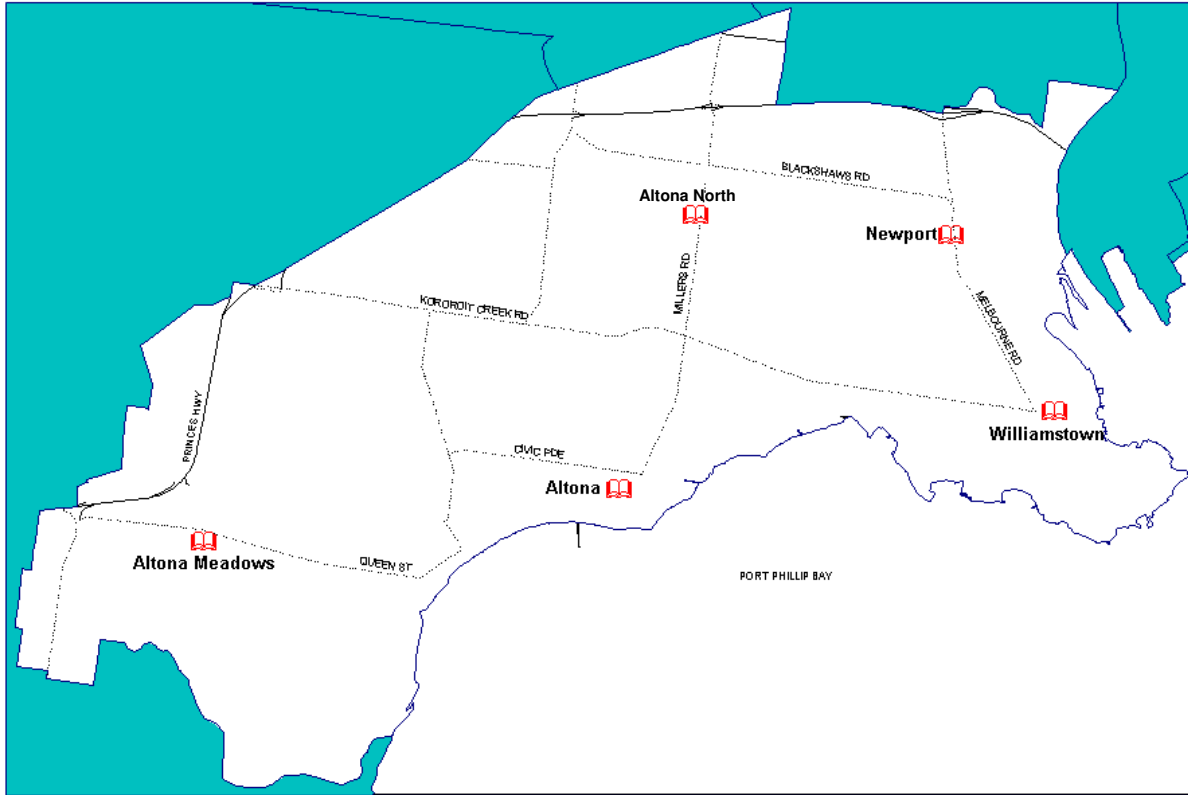 BLACKSHAWS RD
Altona North
Newport
MILLERS RD
KOROROIT CREEK RD
MELBOURNE RD
PRINCES HWY
Williamstown
CIVIC PDE
Altona
Altona Meadows
QUEEN ST
PORT PHILLIP BAY